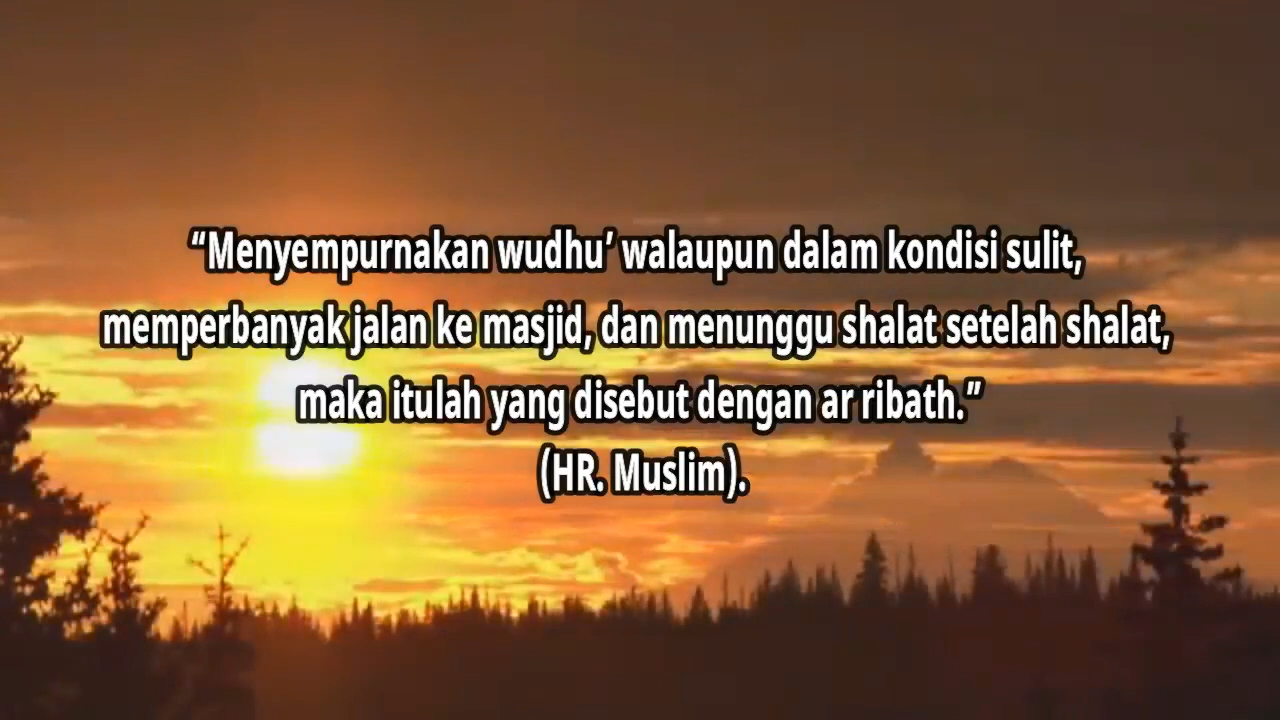 “Menyempurnakan wudhu’ walaupun dalam kondisi sulit,
memperbanyak jalan ke masjid, dan menunggu shalat setelah shalat,
maka itulah yang disebut dengan ar ribath.”
(HR. Muslim).